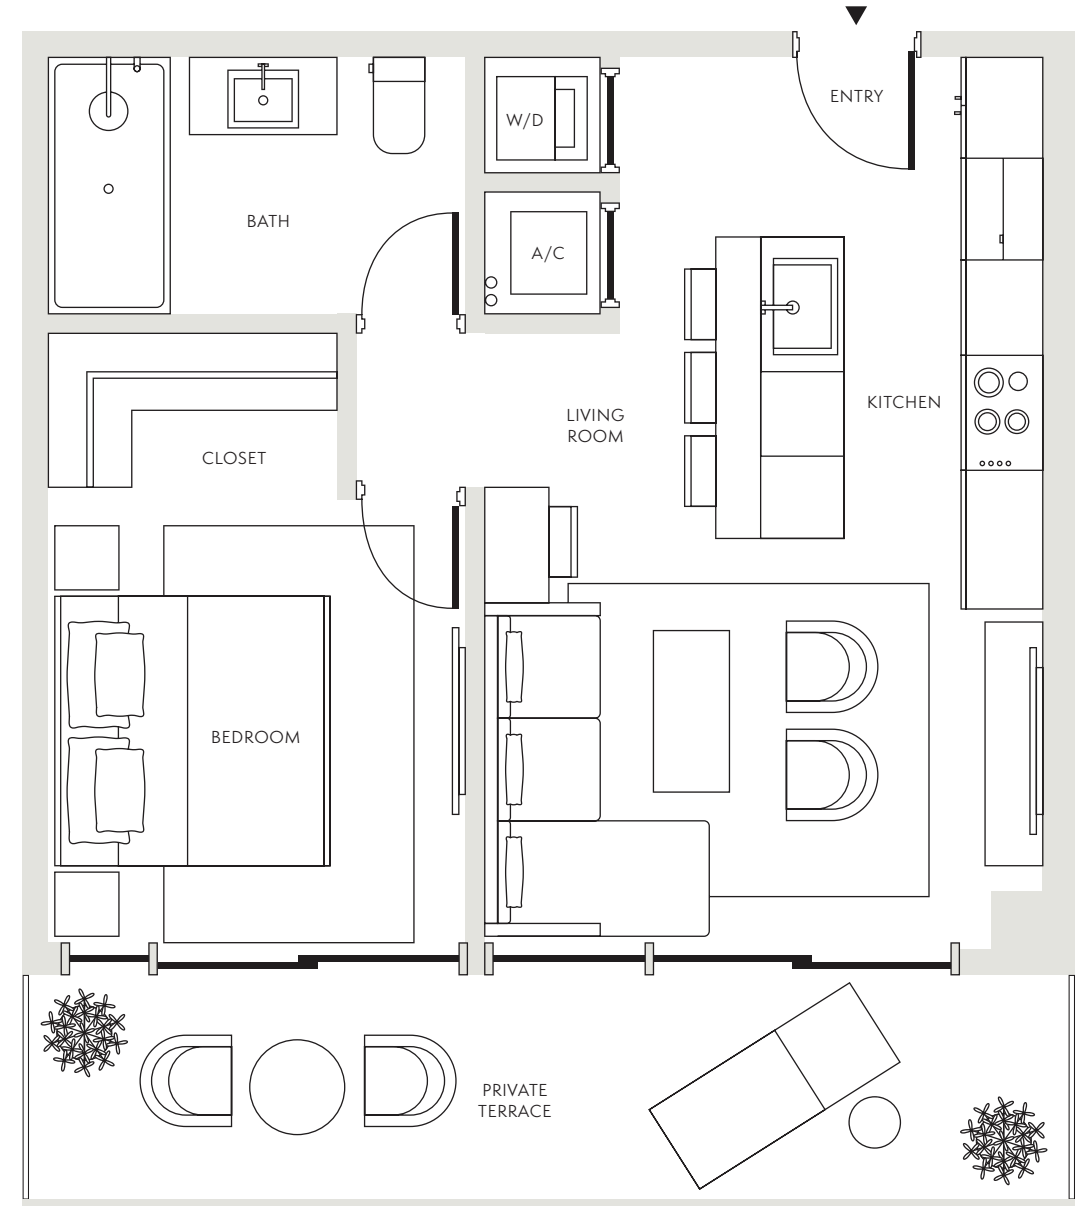 ENTRY
W/D
BATH
A/C
KITCHEN
LIVING
ROOM
CLOSET
BEDROOM
PRIVATE
TERRACE